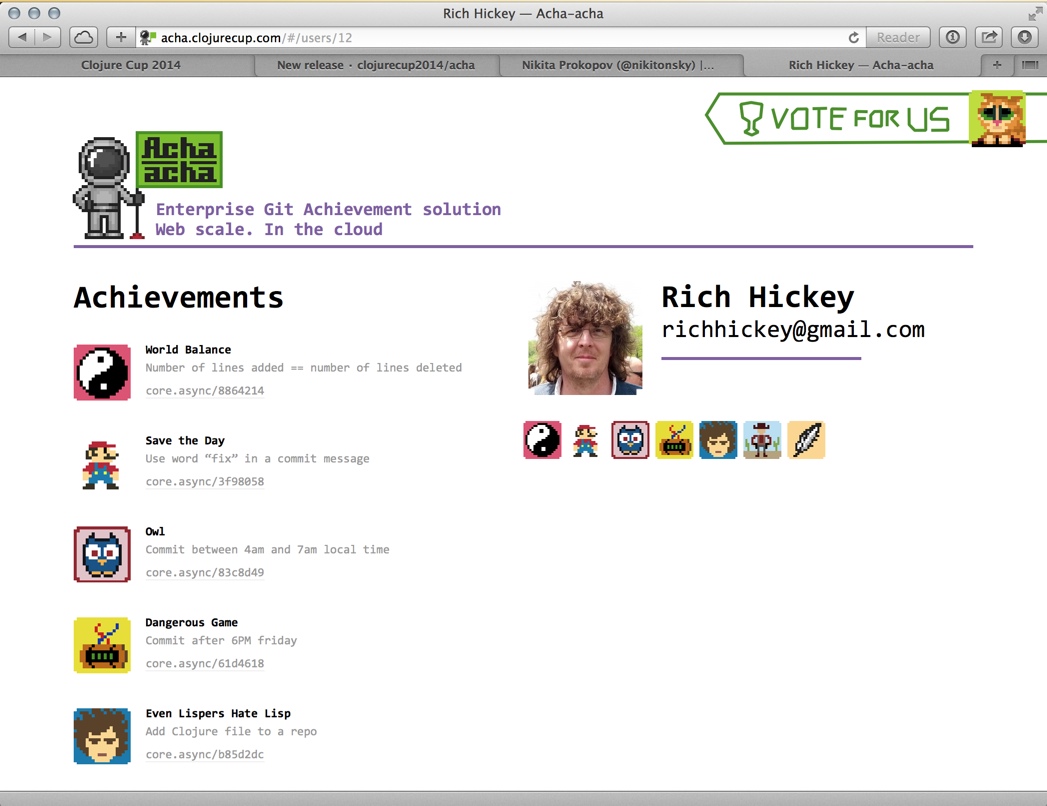 Rich Hickey — Acha-acha
acha.clojurecup.com/#/users/12
Reader
Clojure Cup 2014
New release · clojurecup2014/acha
Nikita Prokopov (@nikitonsky) |...
Rich Hickey — Acha-acha
VOTE FOR US
Acha
acha
Enterprise Git Achievement solution
Web scale. In the cloud
Achievements
World Balance
Number of lines added == number of lines deleted
core.async/8864214
Save the Day
Use word “fix” in a commit message
core.async/3f98058
Owl
Commit between 4am and 7am local time
core.async/83c8d49
Dangerous Game
Commit after 6PM friday
core.async/61d4618
Even Lispers Hate Lisp
Add Clojure file to a repo
core.async/b85d2dc
Rich Hickey
richhickey@gmail.com